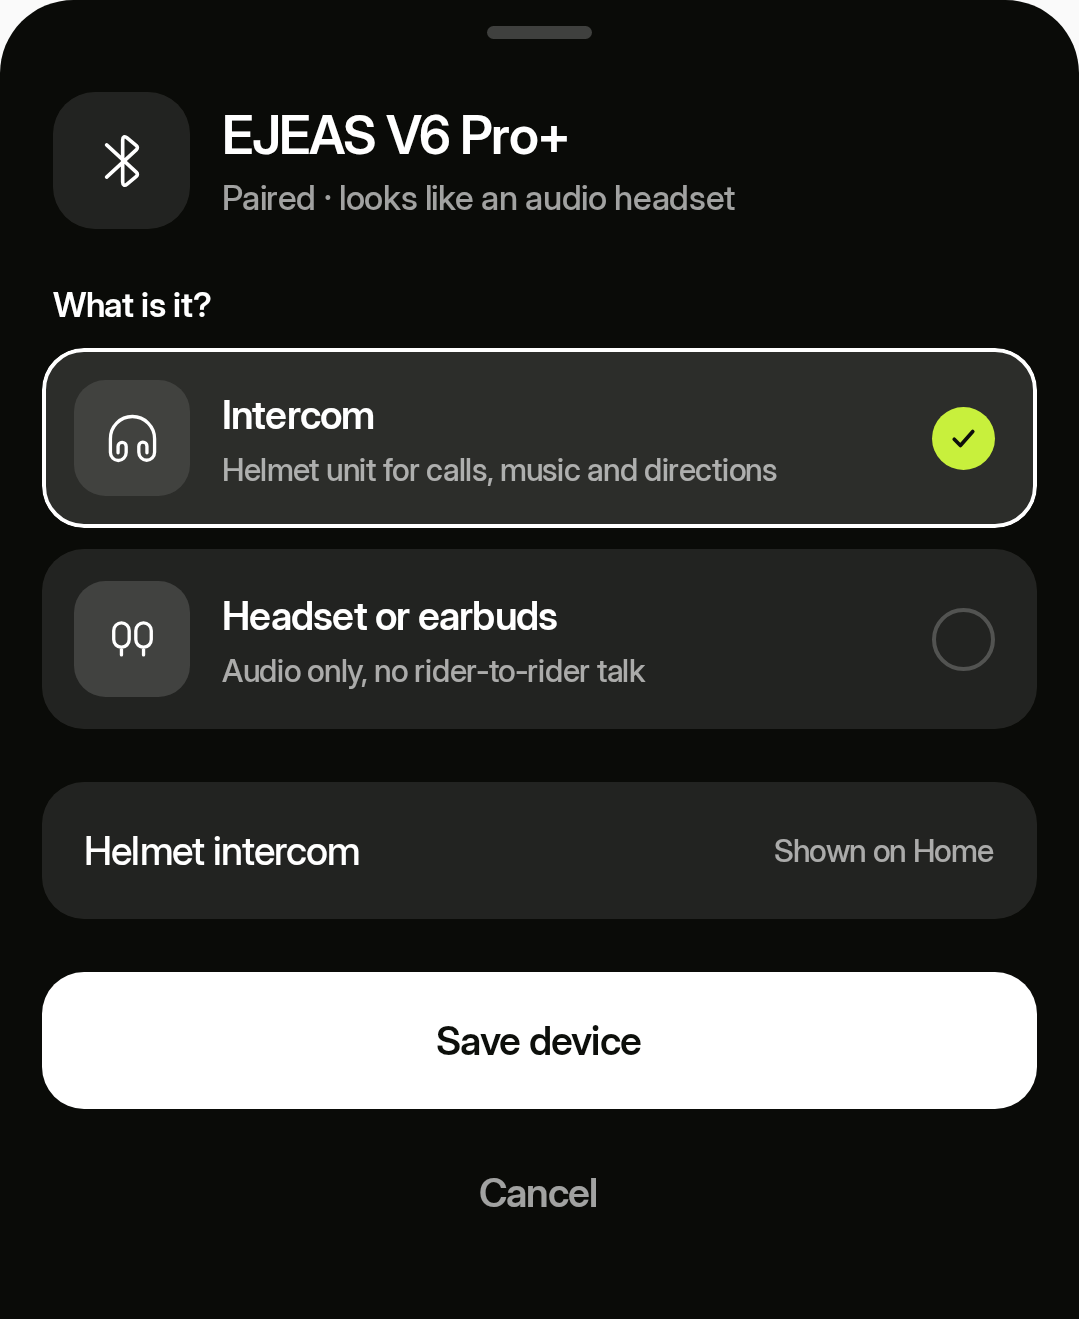 EJEAS V6 Pro+
Paired · looks like an audio headset
What is it?
Intercom
Helmet unit for calls, music and directions
Headset or earbuds
Audio only, no rider-to-rider talk
Helmet intercom
Shown on Home
Save device
Cancel